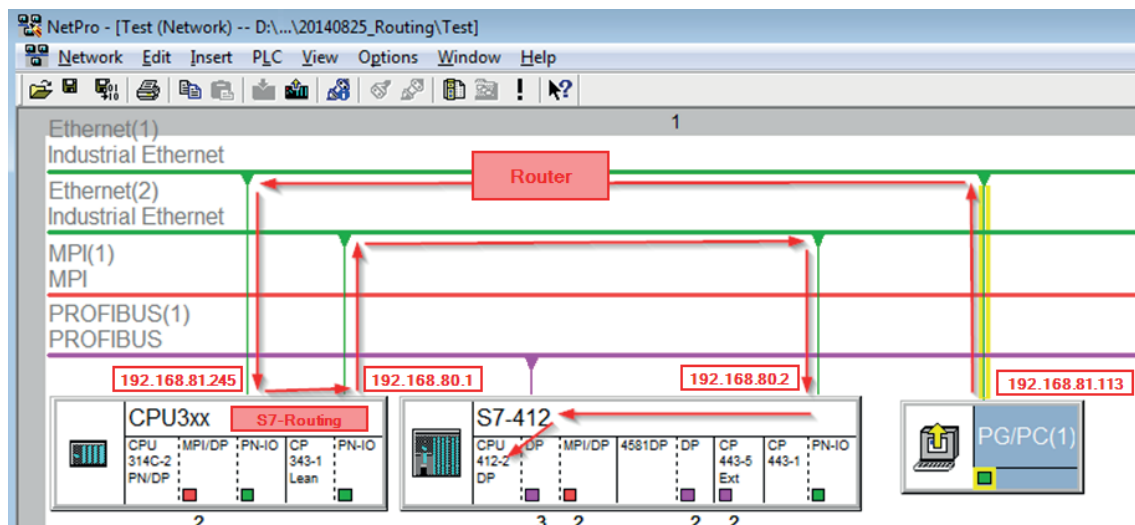 NetPro - [Test (Network) -- D:\...\20140825_Routing\Test]
Network Edit Insert PLC View Options Window Help
1
Ethernet(1)
Industrial Ethernet
Router
Ethernet(2)
Industrial Ethernet
MPI(1)
MPI
PROFIBUS(1)
PROFIBUS
192.168.81.245
192.168.80.1
192.168.80.2
192.168.81.113
CPU3xx
S7-Routing
CPU
314C-2
PN/DP
MPI/DP
PN-IO
CP
343-1
Lean
PN-IO
2
S7-412
CPU
412-2
DP
DP
MPI/DP
4581DP
DP
CP
443-5
Ext
CP
443-1
PN-IO
3 2 2 2
PG/PC(1)